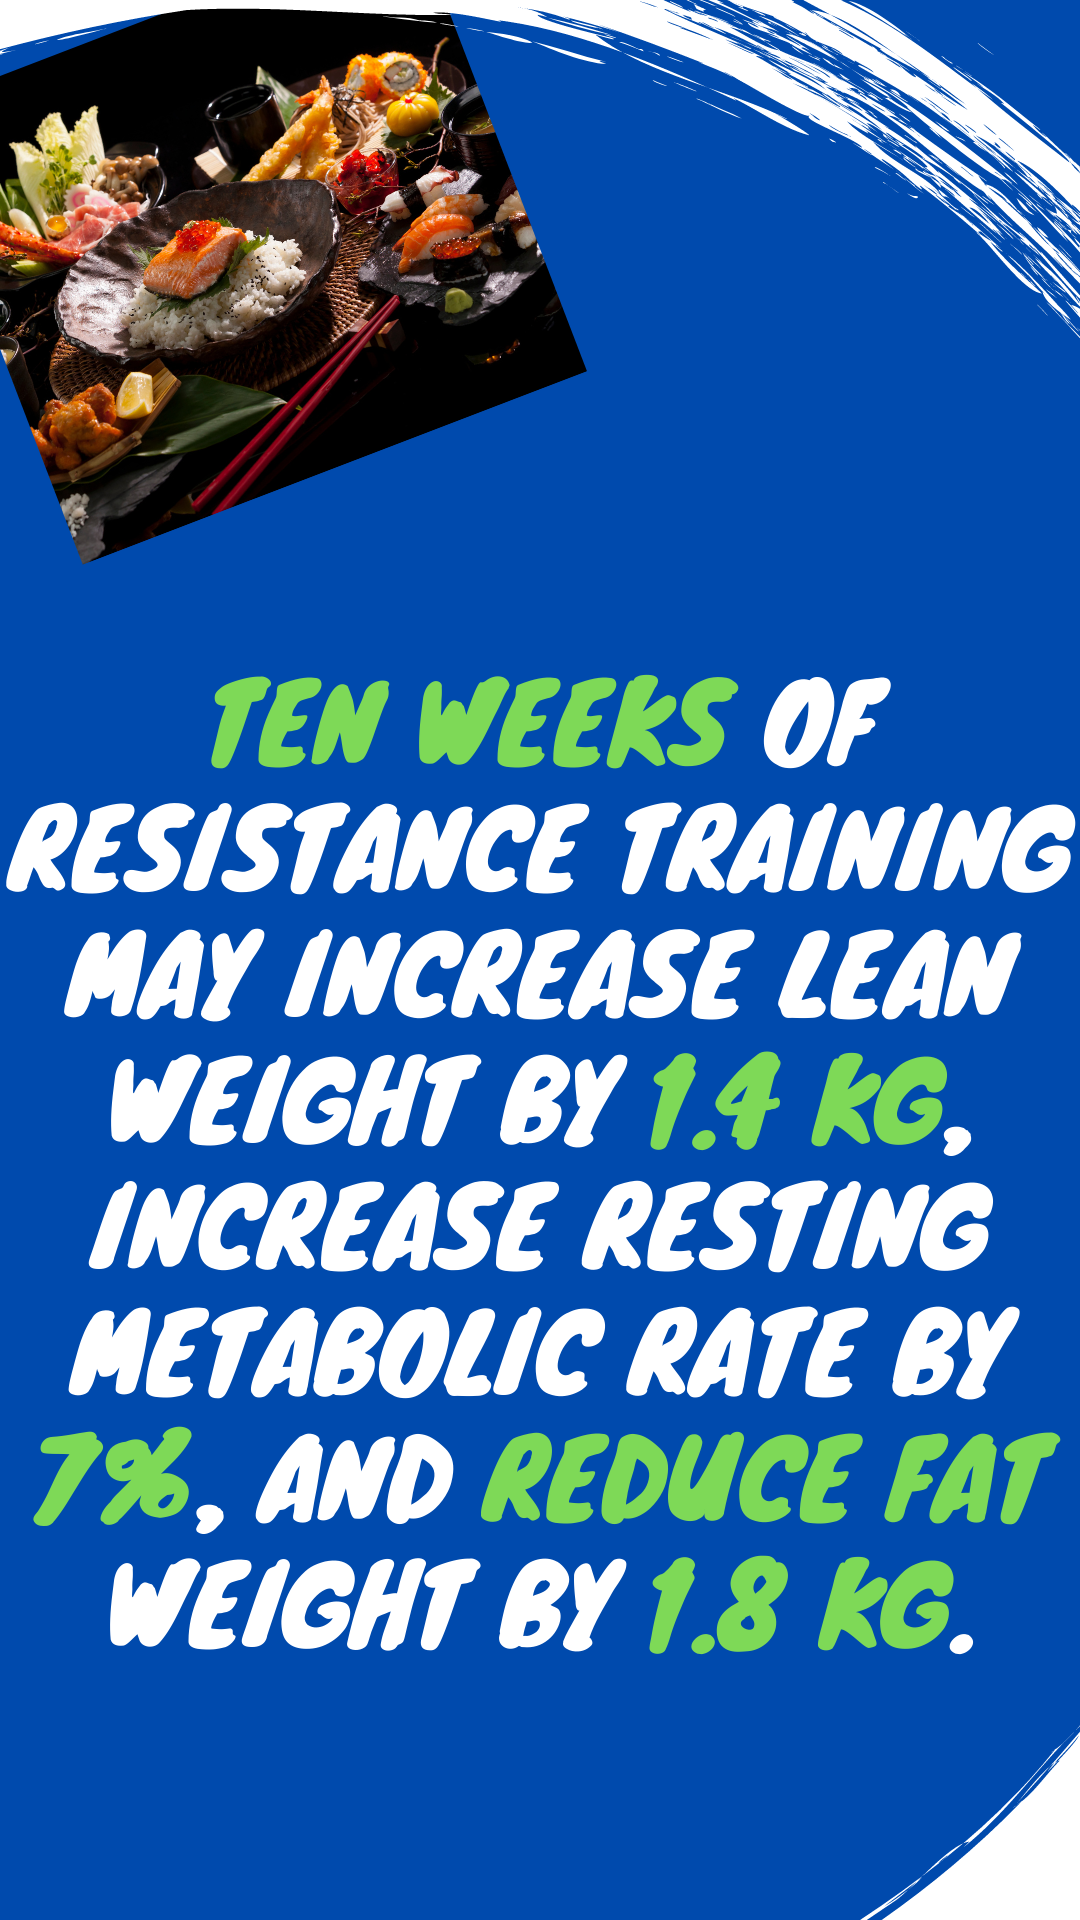 TEN WEEKS OF
RESISTANCE TRAINING
MAY INCREASE LEAN
WEIGHT BY 1.4 KG,
INCREASE RESTING
METABOLIC RATE BY
7%, AND REDUCE FAT
WEIGHT BY 1.8 KG.